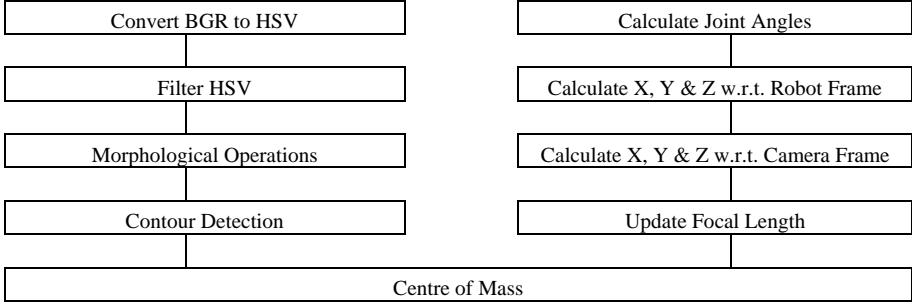 Convert BGR to HSV
Calculate Joint Angles
Filter HSV
Calculate X, Y & Z w.r.t. Robot Frame
Morphological Operations
Calculate X, Y & Z w.r.t. Camera Frame
Contour Detection
Update Focal Length
Centre of Mass